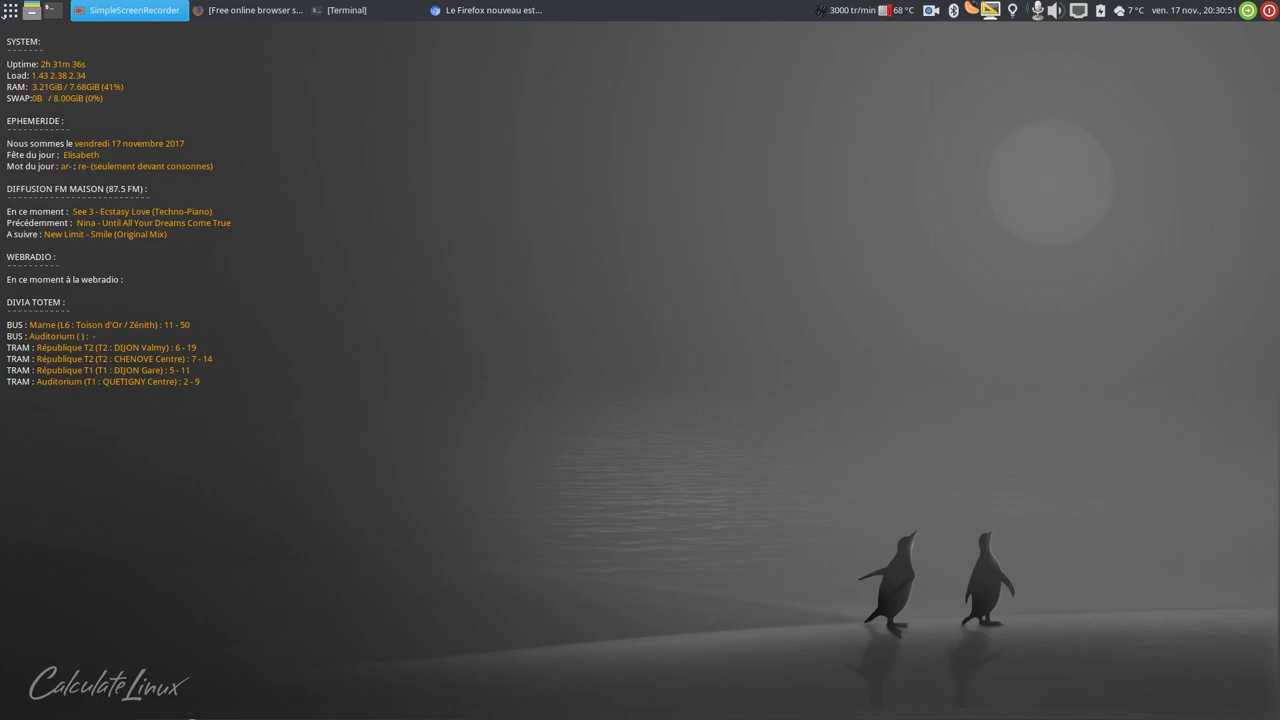 SimpleScreenRecorder [Free online browser s... [Terminal] Le Firefox nouveau est... 3000 tr/min 68 °C 7 °C ven. 17 nov., 20:30:51
SYSTEM:
Uptime: 2h 31m 36s
Load: 1.43 2.38 2.34
RAM: 3.21GiB / 7.68GiB (41%)
SWAP:0B / 8.00GiB (0%)
EPHEMERIDE :
Nous sommes le vendredi 17 novembre 2017
Fête du jour : Elisabeth
Mot du jour : ar- : re- (seulement devant consonnes)
DIFFUSION FM MAISON (87.5 FM) :
En ce moment : See 3 - Ecstasy Love (Techno-Piano)
Précédemment : Nina - Until All Your Dreams Come True
A suivre : New Limit - Smile (Original Mix)
WEBRADIO :
En ce moment à la webradio :
DIVIA TOTEM :
BUS : Marne (L6 : Toison d'Or / Zénith) : 11 - 50
BUS : Auditorium ( ) : -
TRAM : République T2 (T2 : DIJON Valmy) : 6 - 19
TRAM : République T2 (T2 : CHENOVE Centre) : 7 - 14
TRAM : République T1 (T1 : DIJON Gare) : 5 - 11
TRAM : Auditorium (T1 : QUETIGNY Centre) : 2 - 9
Calculate Linux